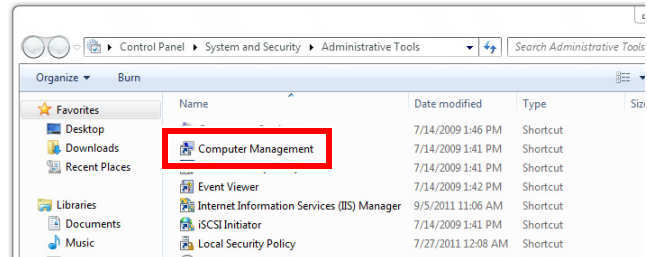 Control Panel ▸ System and Security ▸ Administrative Tools Search Administrative Tools
Organize Burn
Name Date modified Type Siz
Favorites
Desktop 7/14/2009 1:46 PM Shortcut
Downloads Computer Management 7/14/2009 1:41 PM Shortcut
Recent Places 7/14/2009 1:41 PM Shortcut
Event Viewer 7/14/2009 1:42 PM Shortcut
Libraries Internet Information Services (IIS) Manager 9/5/2011 11:06 AM Shortcut
Documents iSCSI Initiator 7/14/2009 1:41 PM Shortcut
Music Local Security Policy 7/27/2011 12:08 AM Shortcut